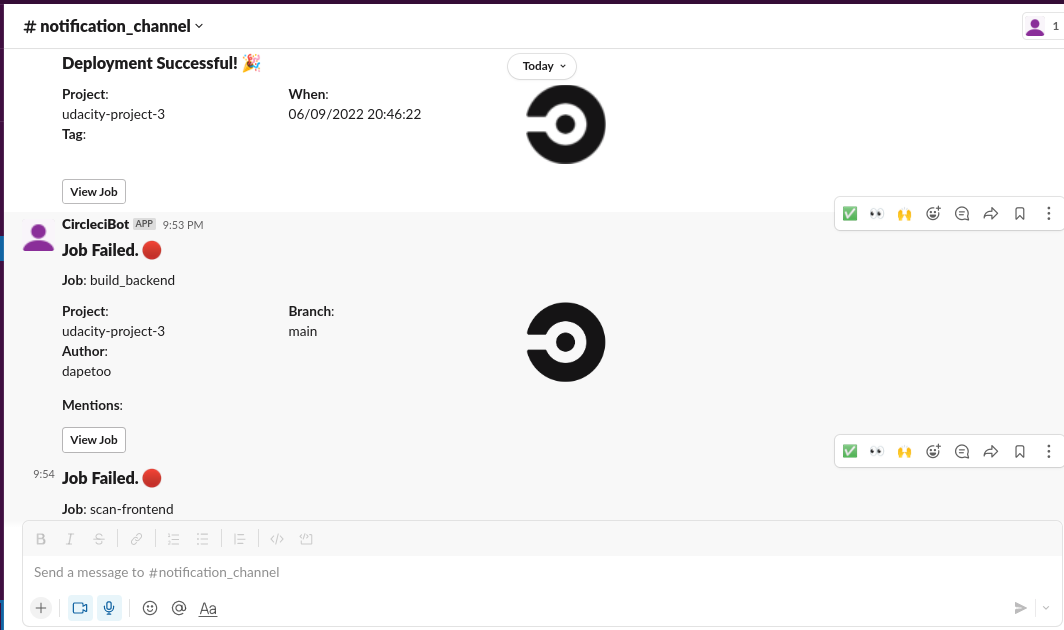 # notification_channel
1
Deployment Successful! 🎉
Today
Project:
When:
udacity-project-3
06/09/2022 20:46:22
Tag:
View Job
CircleciBot APP 9:53 PM
Job Failed. 🔴
Job: build_backend
Project:
Branch:
udacity-project-3
main
Author:
dapetoo
Mentions:
View Job
9:54 Job Failed. 🔴
Job: scan-frontend
B I S
Send a message to #notification_channel
+ @ Aa